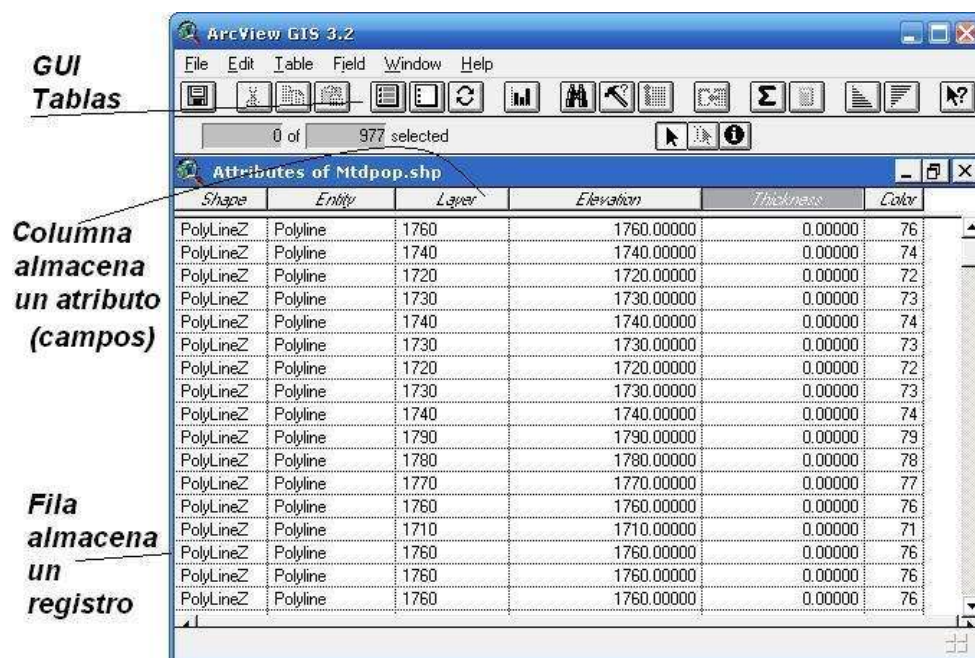 ArcView GIS 3.2
File Edit Table Field Window Help
GUI
Tablas
0 of 977 selected
Attributes of Mtdpop.shp
Shape Entity Layer Elevation Thickness Color
PolyLineZ Polyline 1760 1760.00000 0.00000 76
PolyLineZ Polyline 1740 1740.00000 0.00000 74
PolyLineZ Polyline 1720 1720.00000 0.00000 72
PolyLineZ Polyline 1730 1730.00000 0.00000 73
PolyLineZ Polyline 1740 1740.00000 0.00000 74
PolyLineZ Polyline 1730 1730.00000 0.00000 73
PolyLineZ Polyline 1720 1720.00000 0.00000 72
PolyLineZ Polyline 1730 1730.00000 0.00000 73
PolyLineZ Polyline 1740 1740.00000 0.00000 74
PolyLineZ Polyline 1790 1790.00000 0.00000 79
PolyLineZ Polyline 1780 1780.00000 0.00000 78
PolyLineZ Polyline 1770 1770.00000 0.00000 77
PolyLineZ Polyline 1760 1760.00000 0.00000 76
PolyLineZ Polyline 1710 1710.00000 0.00000 71
PolyLineZ Polyline 1760 1760.00000 0.00000 76
PolyLineZ Polyline 1760 1760.00000 0.00000 76
PolyLineZ Polyline 1760 1760.00000 0.00000 76
Columna
almacena
un atributo
(campos)
Fila
almacena
un
registro